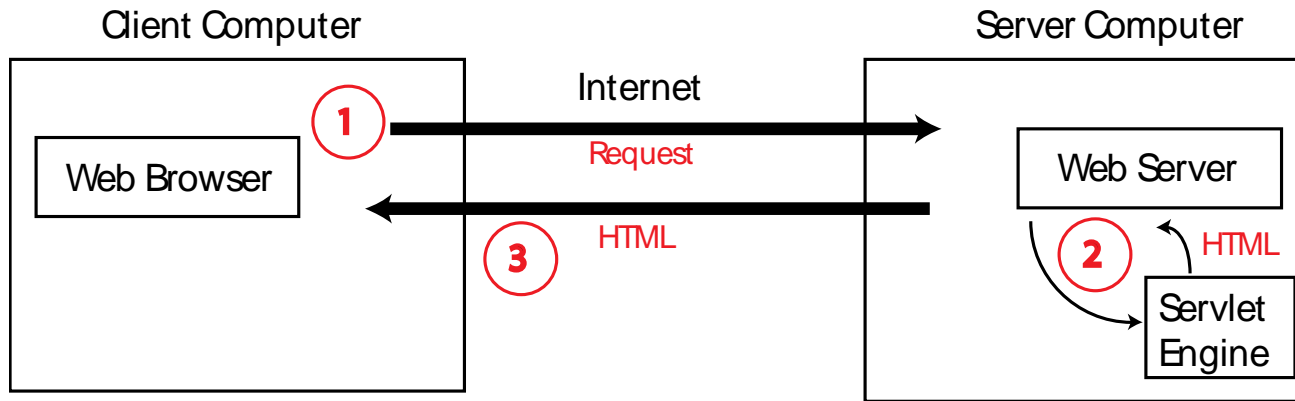 Client Computer
Server Computer
1
Internet
Request
Web Browser
Web Server
3
HTML
2
HTML
Servlet
Engine